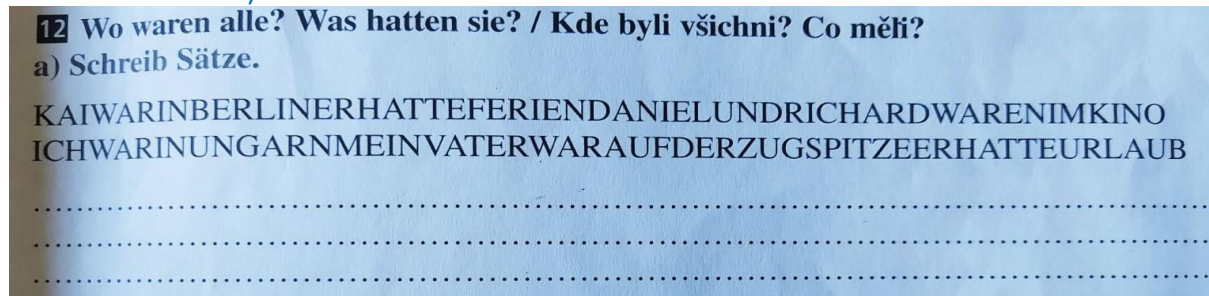 12 Wo waren alle? Was hatten sie? / Kde byli všichni? Co měli?
a) Schreib Sätze.
KAIWARINBERLINERHATTEFERIENDANIELUNDRICHARDWARENIMKINO
ICHWARINUNGARNMEINVATERWARAUFDERZUGSPITZEERHATTEURLAUB